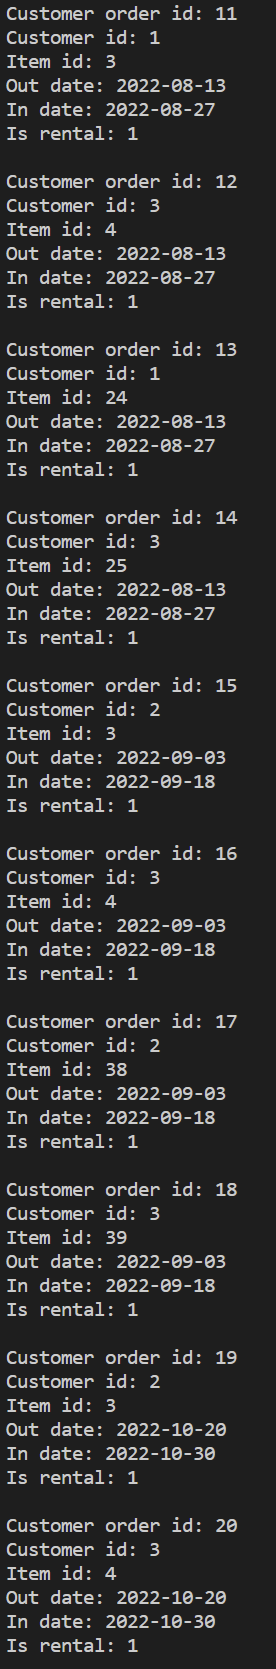 Customer order id: 11
Customer id: 1
Item id: 3
Out date: 2022-08-13
In date: 2022-08-27
Is rental: 1

Customer order id: 12
Customer id: 3
Item id: 4
Out date: 2022-08-13
In date: 2022-08-27
Is rental: 1

Customer order id: 13
Customer id: 1
Item id: 24
Out date: 2022-08-13
In date: 2022-08-27
Is rental: 1

Customer order id: 14
Customer id: 3
Item id: 25
Out date: 2022-08-13
In date: 2022-08-27
Is rental: 1

Customer order id: 15
Customer id: 2
Item id: 3
Out date: 2022-09-03
In date: 2022-09-18
Is rental: 1

Customer order id: 16
Customer id: 3
Item id: 4
Out date: 2022-09-03
In date: 2022-09-18
Is rental: 1

Customer order id: 17
Customer id: 2
Item id: 38
Out date: 2022-09-03
In date: 2022-09-18
Is rental: 1

Customer order id: 18
Customer id: 3
Item id: 39
Out date: 2022-09-03
In date: 2022-09-18
Is rental: 1

Customer order id: 19
Customer id: 2
Item id: 3
Out date: 2022-10-20
In date: 2022-10-30
Is rental: 1

Customer order id: 20
Customer id: 3
Item id: 4
Out date: 2022-10-20
In date: 2022-10-30
Is rental: 1